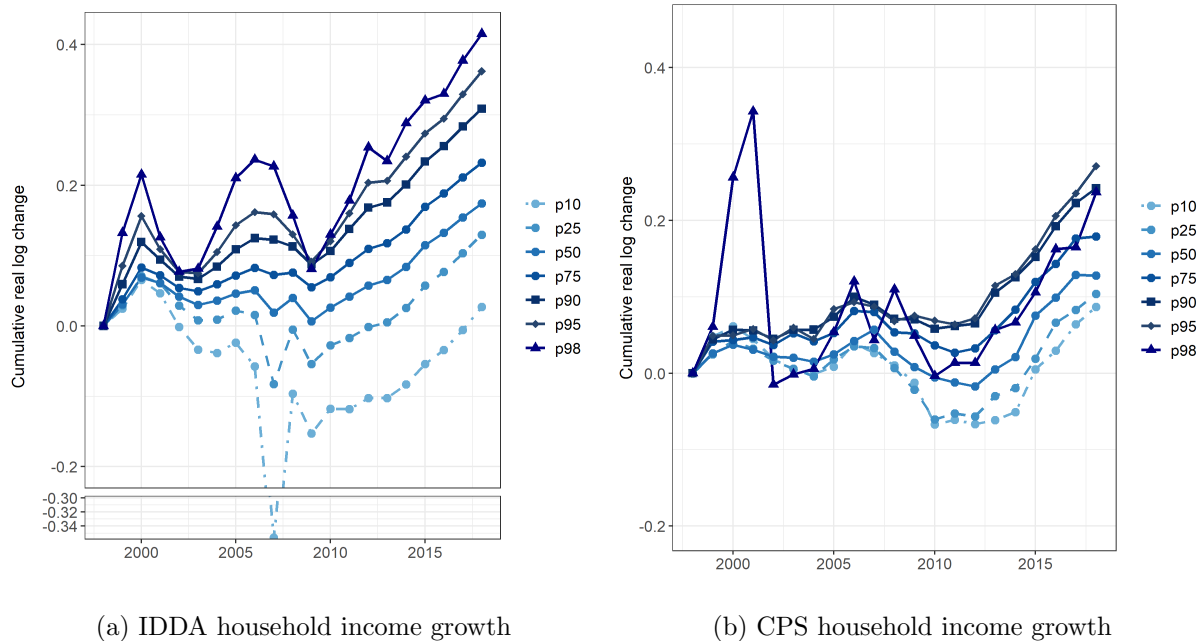 Cumulative real log change
0.4
0.2
0.0
-0.2
-0.30
-0.32
-0.34
2000
2005
2010
2015
p10
p25
p50
p75
p90
p95
p98
(a) IDDA household income growth
Cumulative real log change
0.4
0.2
0.0
-0.2
2000
2005
2010
2015
p10
p25
p50
p75
p90
p95
p98
(b) CPS household income growth